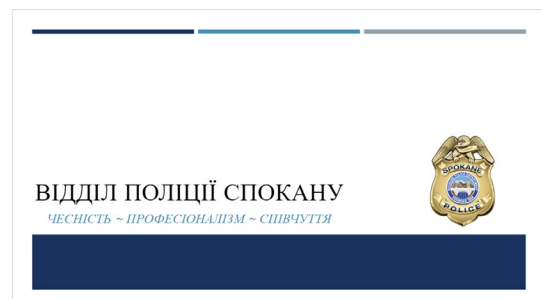 ВІДДІЛ ПОЛІЦІЇ СПОКАНУ
ЧЕСНІСТЬ ~ ПРОФЕСІОНАЛІЗМ ~ СПІВЧУТТЯ
SPOKANE
POLICE